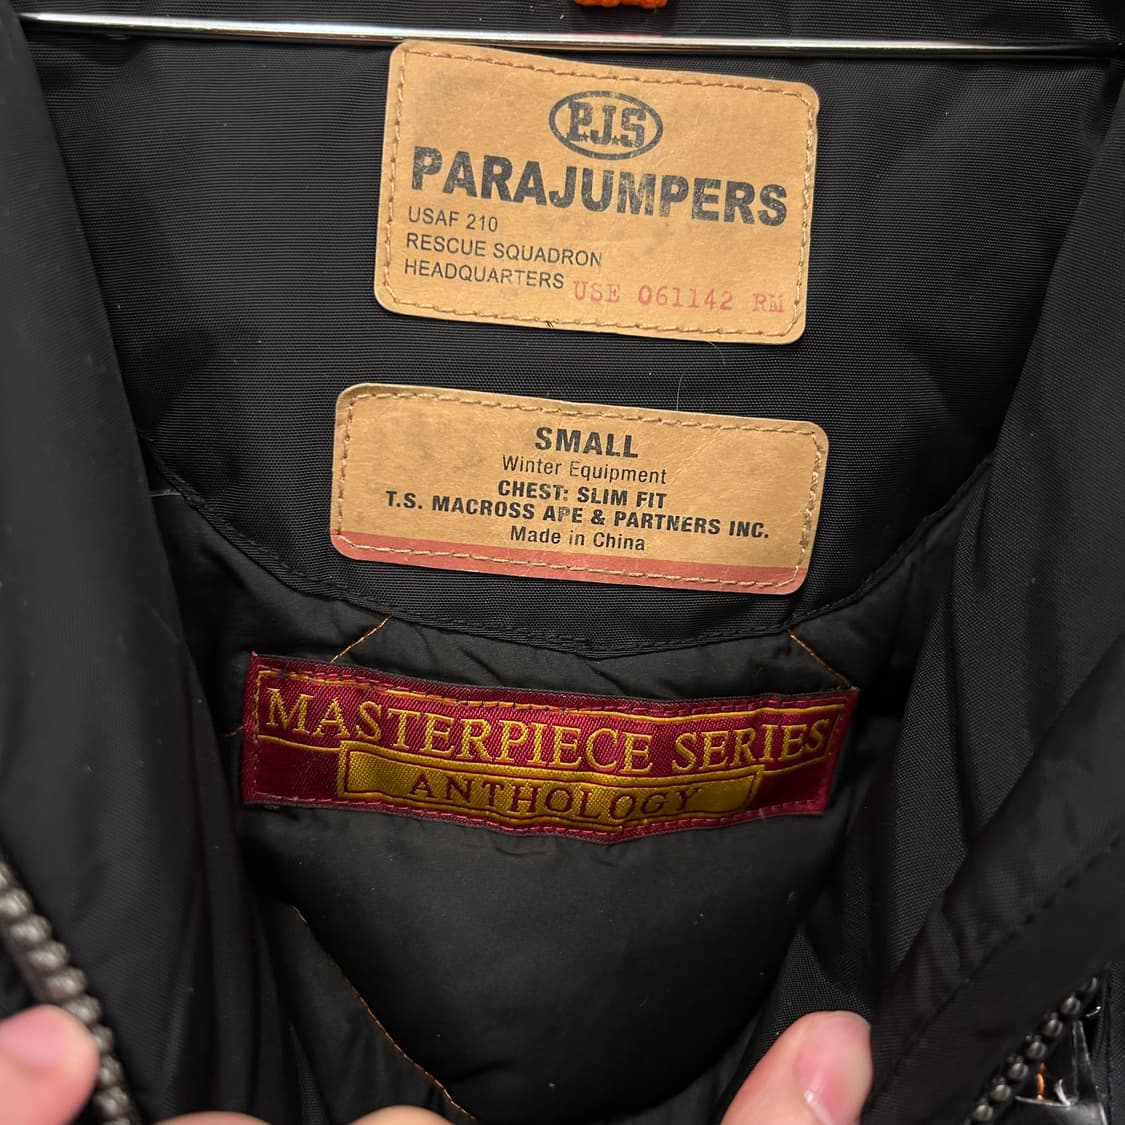 P.J.S
PARAJUMPERS
USAF 210
RESCUE SQUADRON
HEADQUARTERS USE 061142 RM
SMALL
Winter Equipment
CHEST: SLIM FIT
T.S. MACROSS APE & PARTNERS INC.
Made in China
MASTERPIECE SERIES
ANTHOLOGY